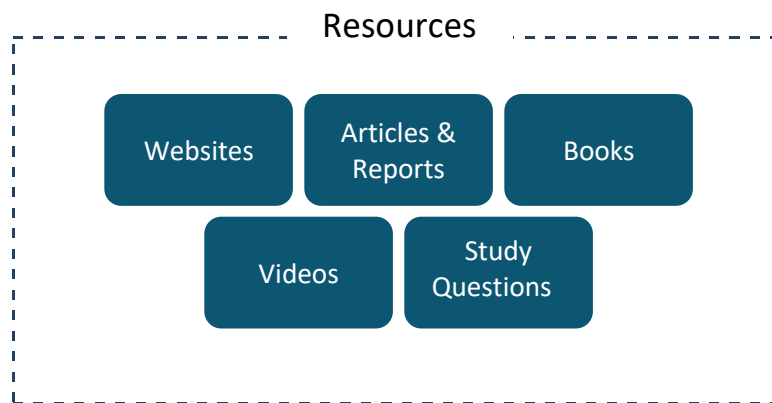 Resources
Websites
Articles &
Reports
Books
Videos
Study
Questions